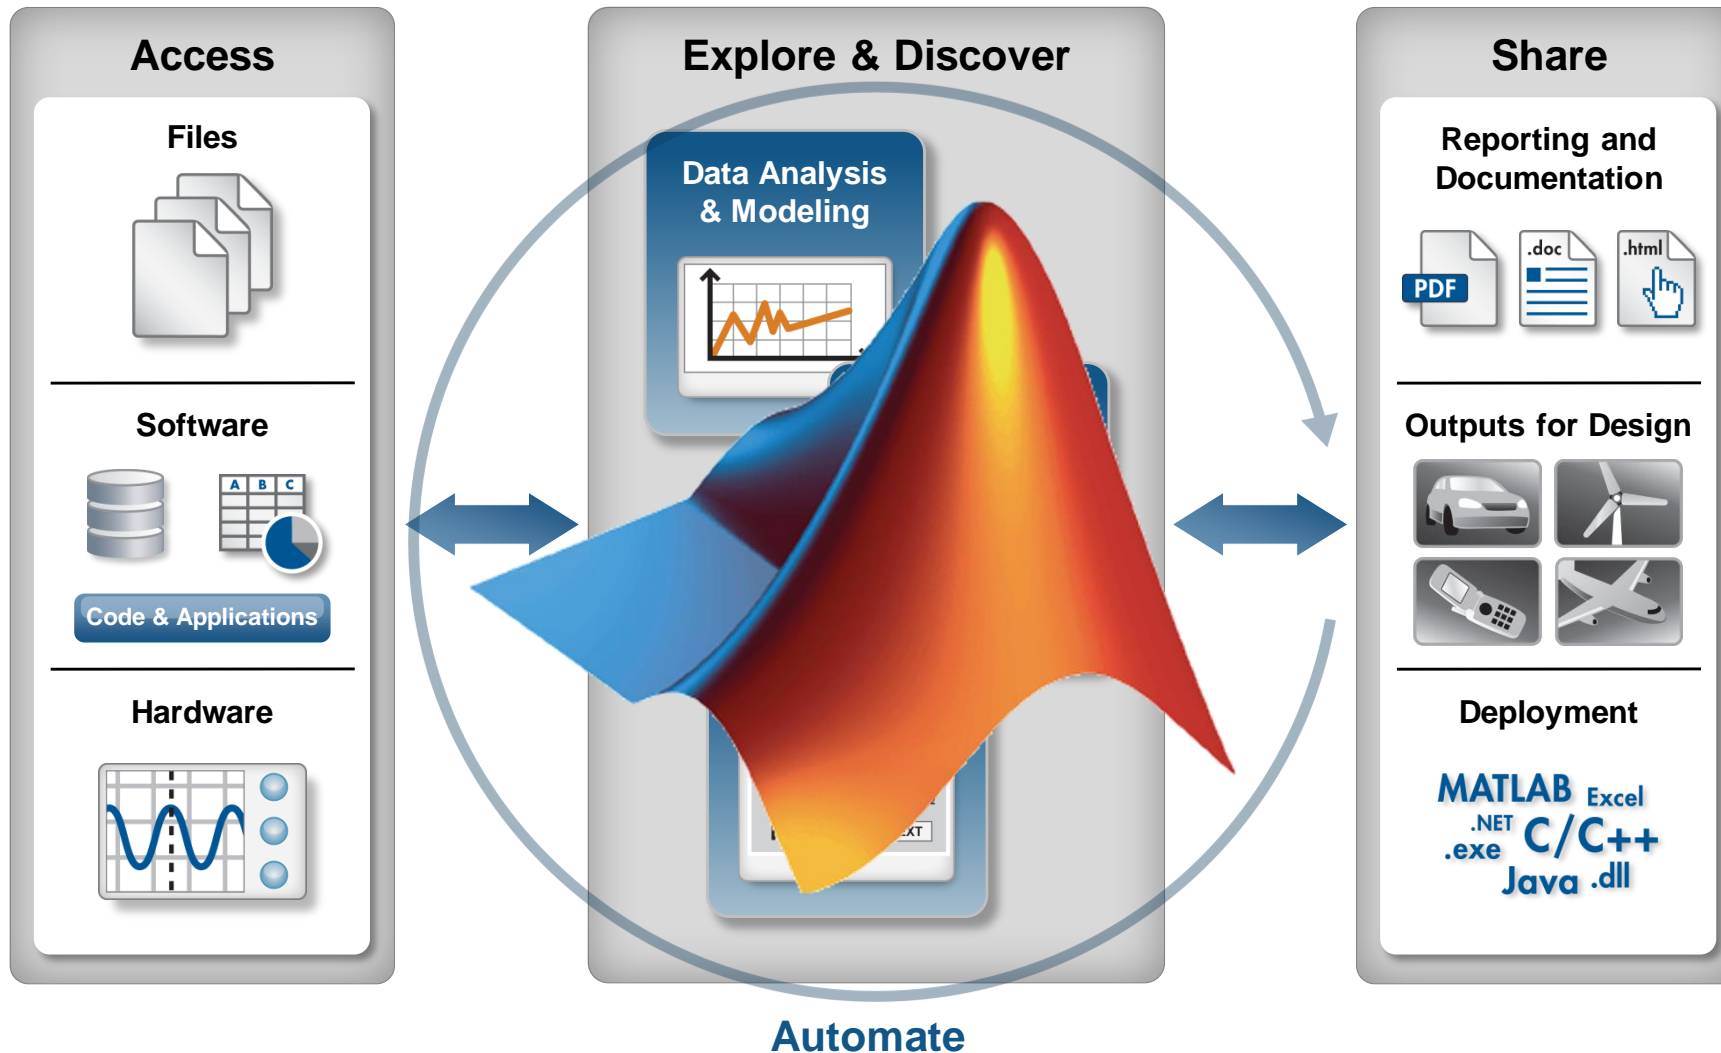 Access
Files
Software
A B C
Code & Applications
Hardware
Explore & Discover
Data Analysis
& Modeling
Share
Reporting and
Documentation
PDF
.doc
.html
Outputs for Design
Deployment
MATLAB Excel
.NET C/C++
.exe
Java .dll
Automate